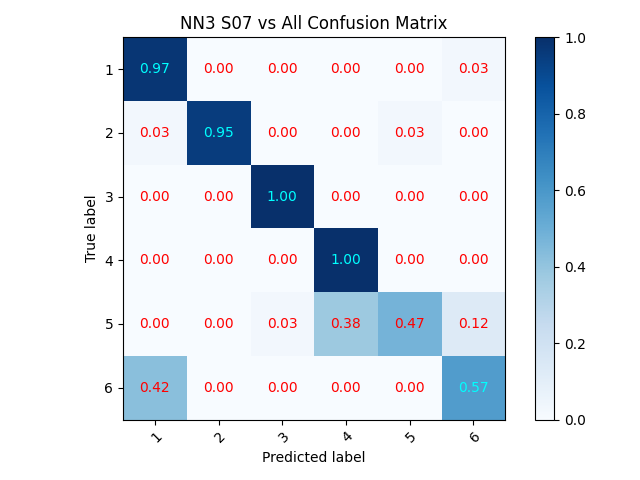 NN3 S07 vs All Confusion Matrix
True label
1 0.97 0.00 0.00 0.00 0.00 0.03
2 0.03 0.95 0.00 0.00 0.03 0.00
3 0.00 0.00 1.00 0.00 0.00 0.00
4 0.00 0.00 0.00 1.00 0.00 0.00
5 0.00 0.00 0.03 0.38 0.47 0.12
6 0.42 0.00 0.00 0.00 0.00 0.57
1 2 3 4 5 6
Predicted label
1.0
0.8
0.6
0.4
0.2
0.0